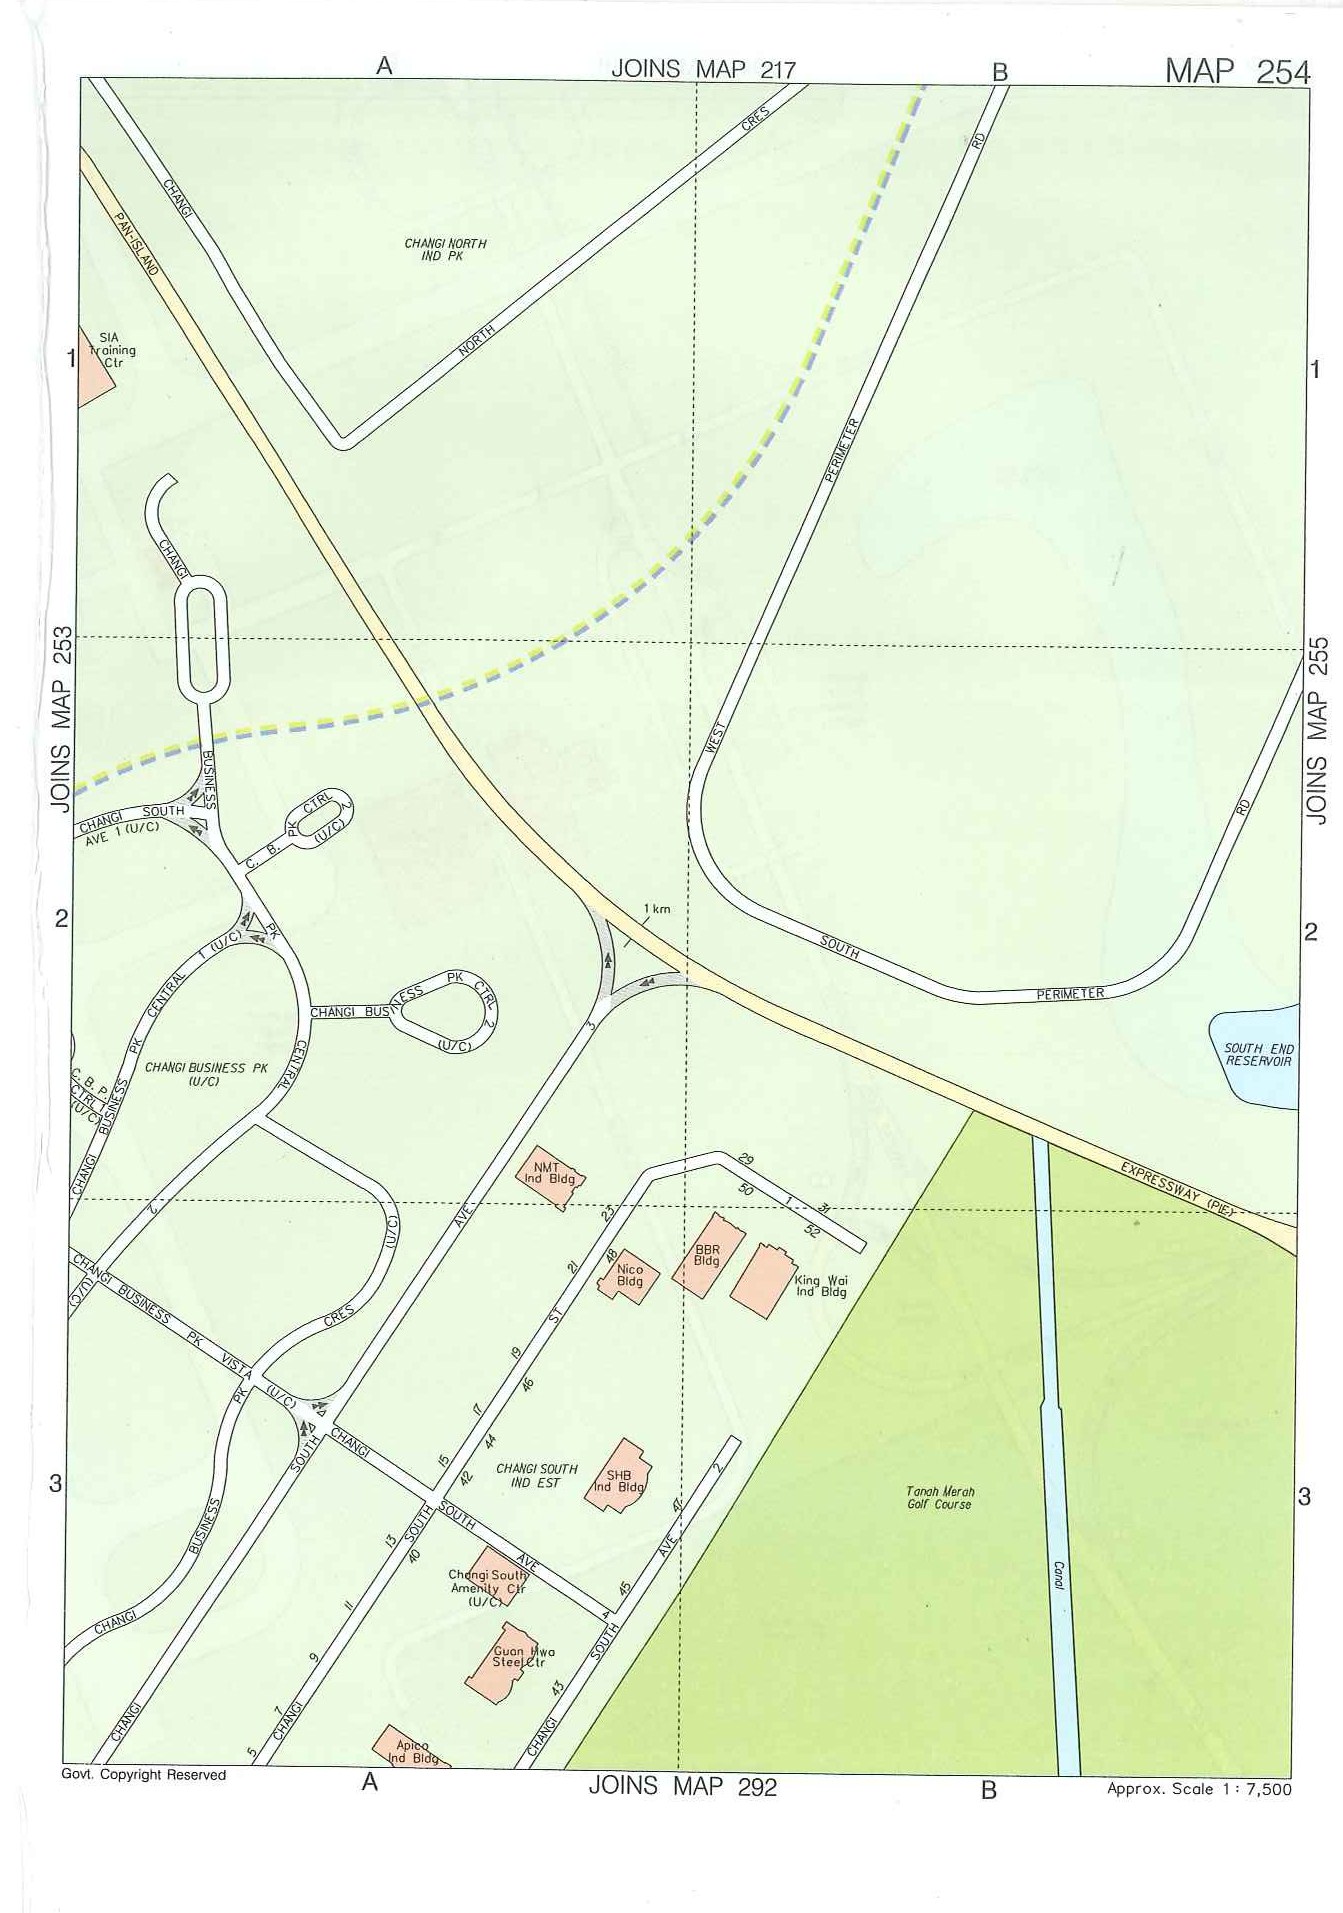 A
JOINS MAP 217
B
MAP 254
CHANGI
NORTH
CRES
RD
PAN-ISLAND
CHANGI NORTH
IND PK
SIA
Training
Ctr
1
1
PERIMETER
CHANGI
JOINS MAP 253
JOINS MAP 255
BUSINESS
WEST
CHANGI SOUTH
AVE 1 (U/C)
C. B. PK CTRL 2
(U/C)
RD
2
2
PK
1 km
SOUTH
PERIMETER
CHANGI BUSINESS PK CENTRAL 1 (U/C)
CHANGI BUSINESS PK CTRL 2
(U/C)
3
CENTRAL
CHANGI BUSINESS PK
(U/C)
C. B. P.
CTRL 1
(U/C)
SOUTH END
RESERVOIR
NMT
Ind Bldg
29
50
1
31
52
EXPRESSWAY (PIE)
2
(U/C)
(U/C)
AVE
23
48
21
Nico
Bldg
BBR
Bldg
King Wai
Ind Bldg
CHANGI BUSINESS PK VISTA (U/C)
CRES
ST
19
46
PK
17
44
15
42
SOUTH
CHANGI
SOUTH
AVE
4
CHANGI SOUTH
IND EST
SHB
Ind Bldg
2
47
AVE
Tanah Merah
Golf Course
3
3
BUSINESS
SOUTH
13
40
Changi South
Amenity Ctr
(U/C)
45
Canal
11
CHANGI
9
Guan Hwa
Steel Ctr
SOUTH
43
7
CHANGI
CHANGI
5
Apico
Ind Bldg
CHANGI
Govt. Copyright Reserved
A
JOINS MAP 292
B
Approx. Scale 1 : 7,500